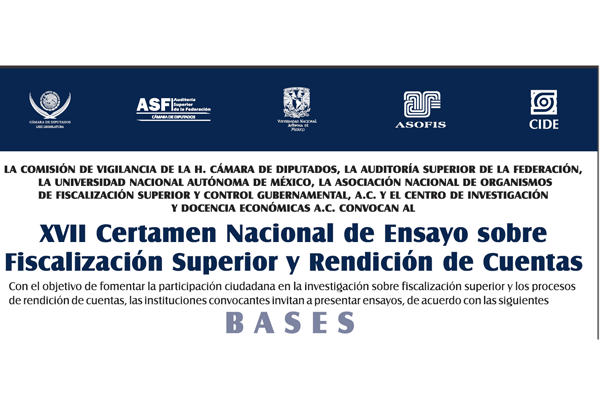 CÁMARA DE DIPUTADOS
LXIII LEGISLATURA
ASF Auditoría
Superior
de la Federación
CÁMARA DE DIPUTADOS
UNIVERSIDAD NACIONAL
AUTÓNOMA DE
MÉXICO
ASOFIS
CIDE
LA COMISIÓN DE VIGILANCIA DE LA H. CÁMARA DE DIPUTADOS, LA AUDITORÍA SUPERIOR DE LA FEDERACIÓN,
LA UNIVERSIDAD NACIONAL AUTÓNOMA DE MÉXICO, LA ASOCIACIÓN NACIONAL DE ORGANISMOS
DE FISCALIZACIÓN SUPERIOR Y CONTROL GUBERNAMENTAL, A.C. Y EL CENTRO DE INVESTIGACIÓN
Y DOCENCIA ECONÓMICAS A.C. CONVOCAN AL
XVII Certamen Nacional de Ensayo sobre
Fiscalización Superior y Rendición de Cuentas
Con el objetivo de fomentar la participación ciudadana en la investigación sobre fiscalización superior y los procesos
de rendición de cuentas, las instituciones convocantes invitan a presentar ensayos, de acuerdo con las siguientes
BASES